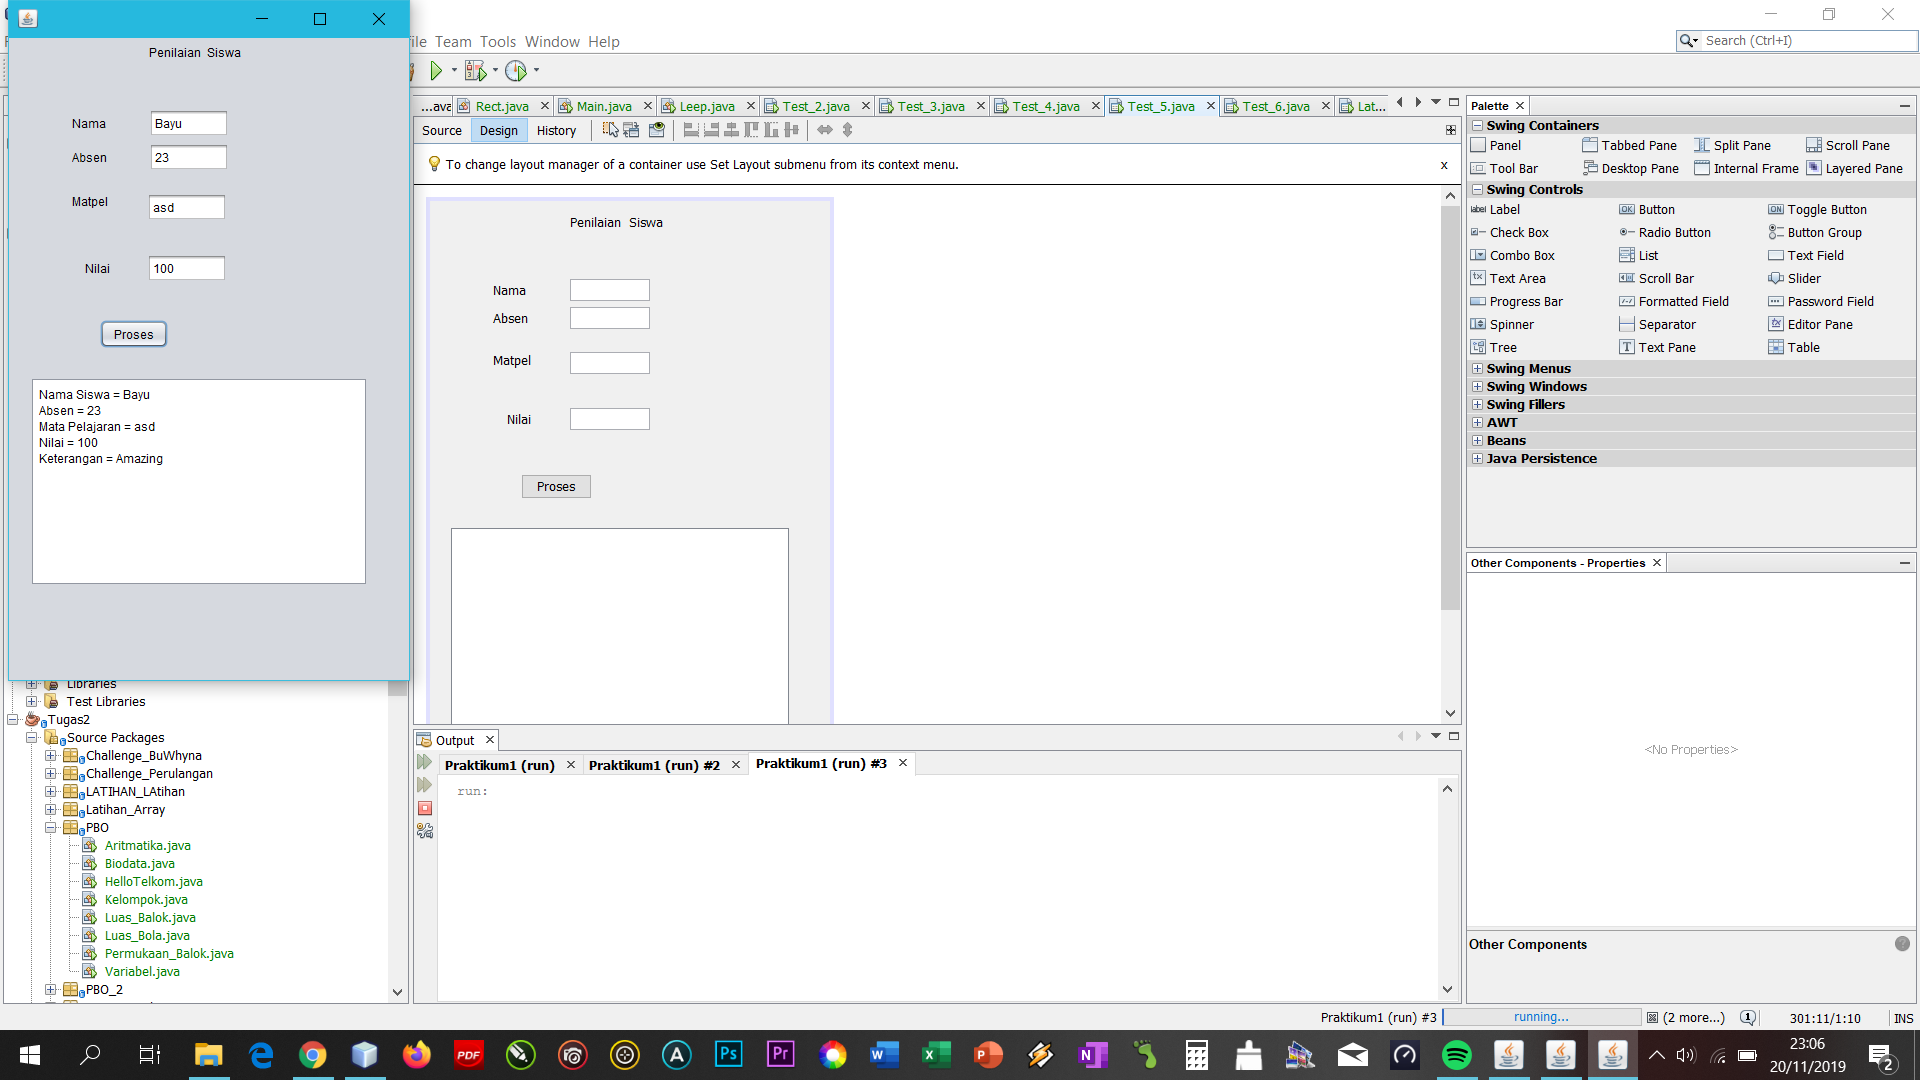 Penilaian Siswa
Nama
Bayu
Absen
23
Matpel
asd
Nilai
100
Proses
Nama Siswa = Bayu
Absen = 23
Mata Pelajaran = asd
Nilai = 100
Keterangan = Amazing
Team Tools Window Help
Search (Ctrl+I)
...ava Rect.java Main.java Leep.java Test_2.java Test_3.java Test_4.java Test_5.java Test_6.java Lat...
Source Design History
To change layout manager of a container use Set Layout submenu from its context menu.
x
Penilaian Siswa
Nama
Absen
Matpel
Nilai
Proses
Palette
Swing Containers
Panel Tabbed Pane Split Pane Scroll Pane
Tool Bar Desktop Pane Internal Frame Layered Pane
Swing Controls
Label Button Toggle Button
Check Box Radio Button Button Group
Combo Box List Text Field
Text Area Scroll Bar Slider
Progress Bar Formatted Field Password Field
Spinner Separator Editor Pane
Tree Text Pane Table
Swing Menus
Swing Windows
Swing Fillers
AWT
Beans
Java Persistence
Other Components - Properties
<No Properties>
Other Components
Libraries
Test Libraries
Tugas2
Source Packages
Challenge_BuWhyna
Challenge_Perulangan
LATIHAN_LAtihan
Latihan_Array
PBO
Aritmatika.java
Biodata.java
HelloTelkom.java
Kelompok.java
Luas_Balok.java
Luas_Bola.java
Permukaan_Balok.java
Variabel.java
PBO_2
Output
Praktikum1 (run) Praktikum1 (run) #2 Praktikum1 (run) #3
run:
Praktikum1 (run) #3 running... (2 more...) 1 301:11/1:10 INS
PDF Ps Pr
23:06
20/11/2019
2